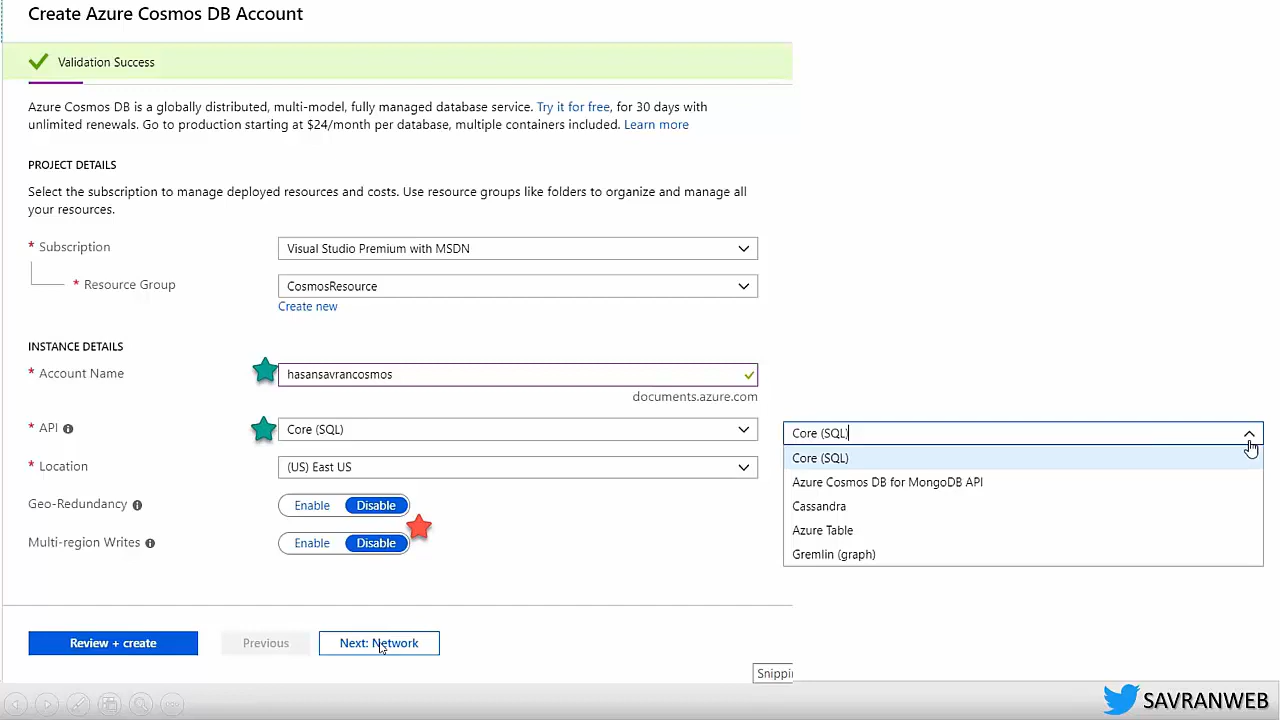 Create Azure Cosmos DB Account
Validation Success
Azure Cosmos DB is a globally distributed, multi-model, fully managed database service. Try it for free, for 30 days with
unlimited renewals. Go to production starting at $24/month per database, multiple containers included. Learn more
PROJECT DETAILS
Select the subscription to manage deployed resources and costs. Use resource groups like folders to organize and manage all
your resources.
* Subscription
Visual Studio Premium with MSDN
* Resource Group
CosmosResource
Create new
INSTANCE DETAILS
* Account Name
hasansavrancosmos
documents.azure.com
* API
Core (SQL)
* Location
(US) East US
Geo-Redundancy
Enable Disable
Multi-region Writes
Enable Disable
Core (SQL)
Core (SQL)
Azure Cosmos DB for MongoDB API
Cassandra
Azure Table
Gremlin (graph)
Review + create
Previous
Next: Network
Snippi
SAVRANWEB